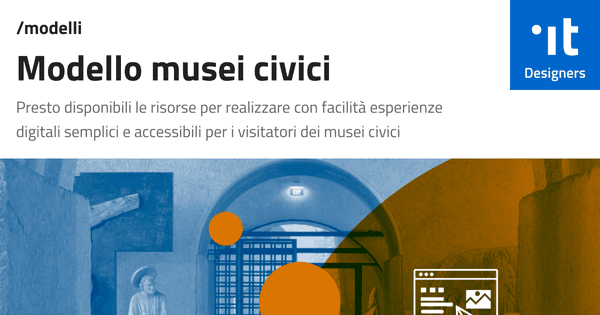 /modelli
Modello musei civici
Presto disponibili le risorse per realizzare con facilità esperienze
digitali semplici e accessibili per i visitatori dei musei civici
.it
Designers